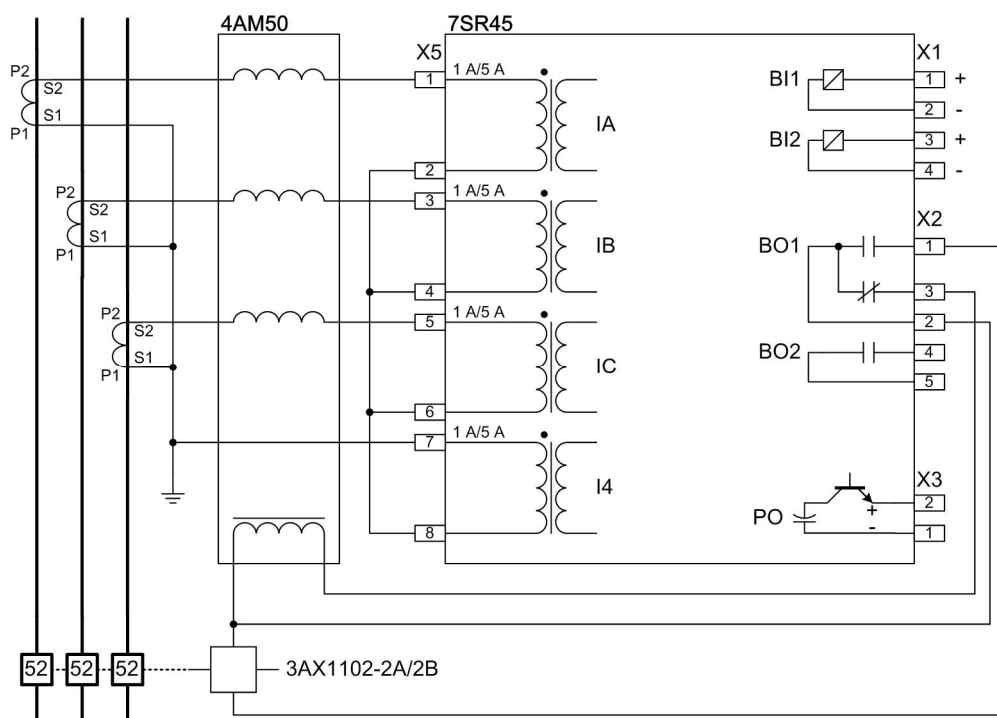 4AM50
7SR45
X5
X1
P2
S2
S1
P1
1
1 A/5 A
IA
2
BI1
1
+
2
-
BI2
3
+
4
-
P2
S2
S1
P1
3
1 A/5 A
IB
4
X2
BO1
1
3
2
BO2
4
5
P2
S2
S1
P1
5
1 A/5 A
IC
6
7
1 A/5 A
I4
8
X3
PO
+
-
2
1
52
52
52
3AX1102-2A/2B